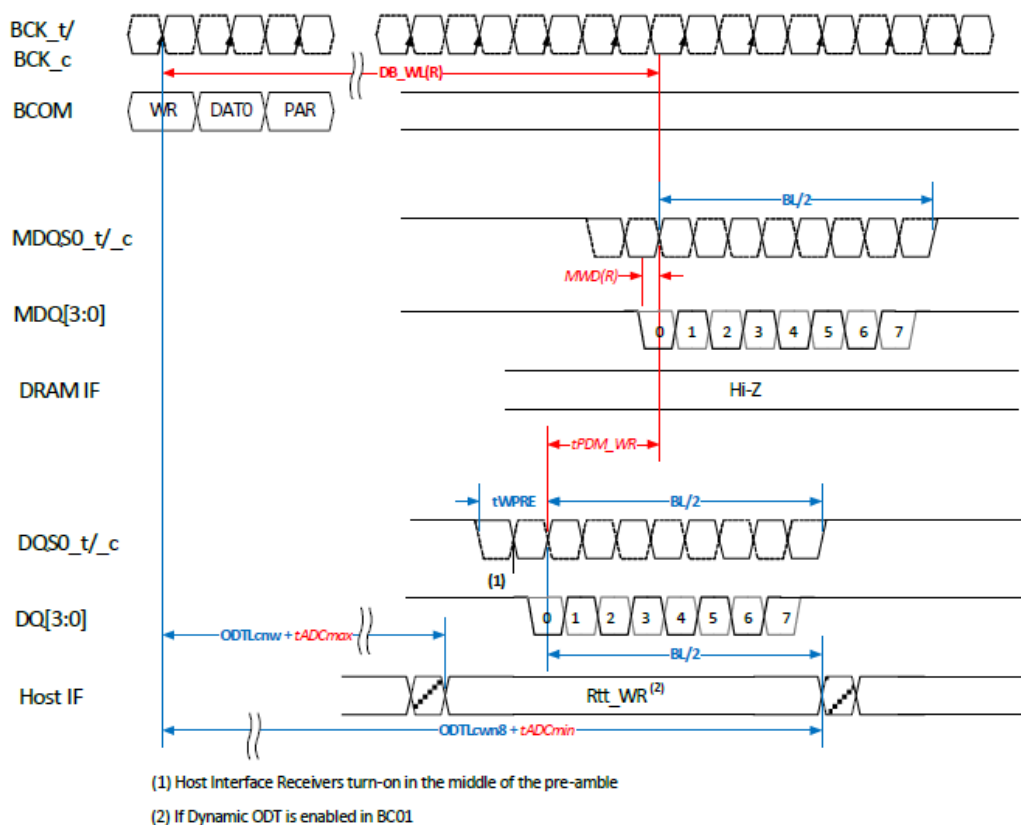 BCK_t/
BCK_c
DB_WL(R)
BCOM
WR DAT0 PAR
BL/2
MDQS0_t/_c
MWD(R)
MDQ[3:0]
0 1 2 3 4 5 6 7
DRAM IF
Hi-Z
tPDM_WR
tWPRE
BL/2
DQS0_t/_c
(1)
DQ[3:0]
0 1 2 3 4 5 6 7
ODTLcnw + tADCmax
BL/2
Host IF
Rtt_WR(2)
ODTLcwn8 + tADCmin
(1) Host Interface Receivers turn-on in the middle of the pre-amble
(2) If Dynamic ODT is enabled in BC01